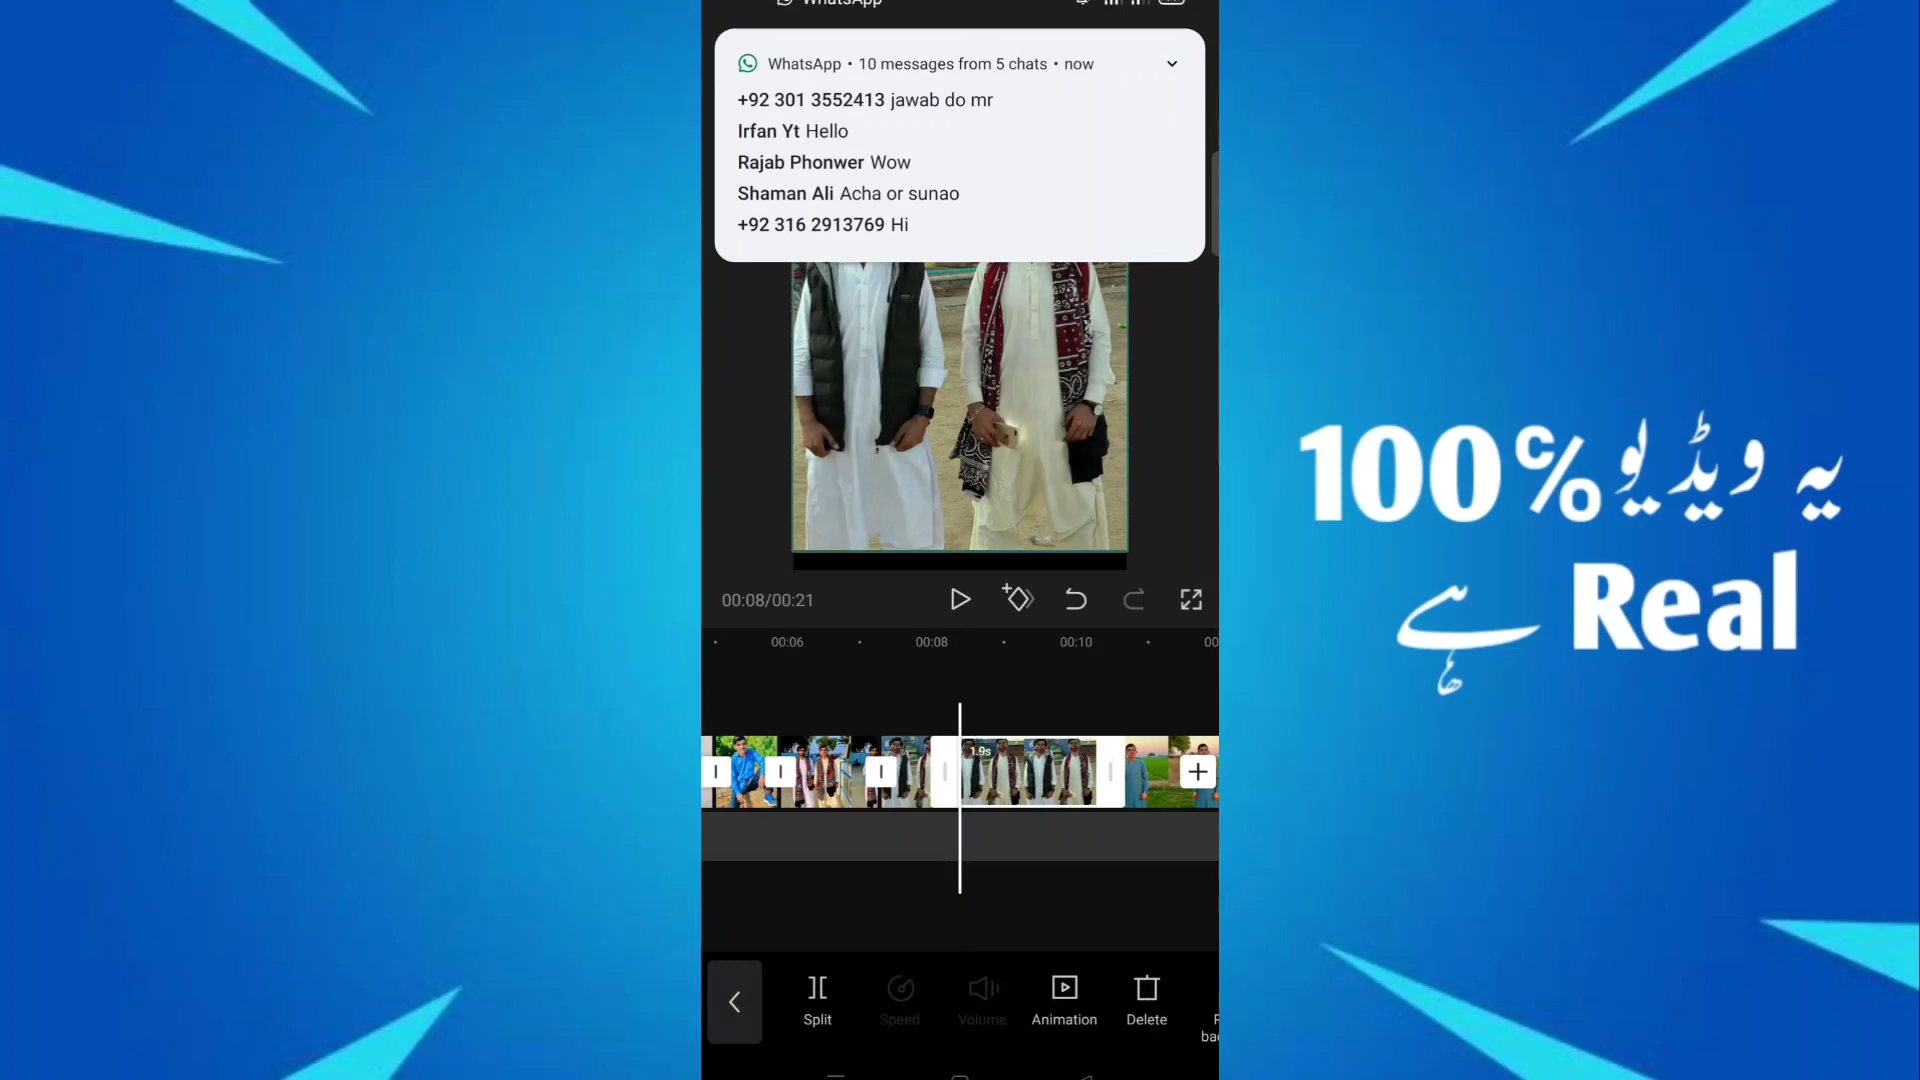 WhatsApp
WhatsApp • 10 messages from 5 chats • now
+92 301 3552413 jawab do mr
Irfan Yt Hello
Rajab Phonwer Wow
Shaman Ali Acha or sunao
+92 316 2913769 Hi
یہ ویڈیو 100%
Real ہے
00:08/00:21
00:06 • 00:08 • 00:10 • 00
1.9s
Split Speed Volume Animation Delete